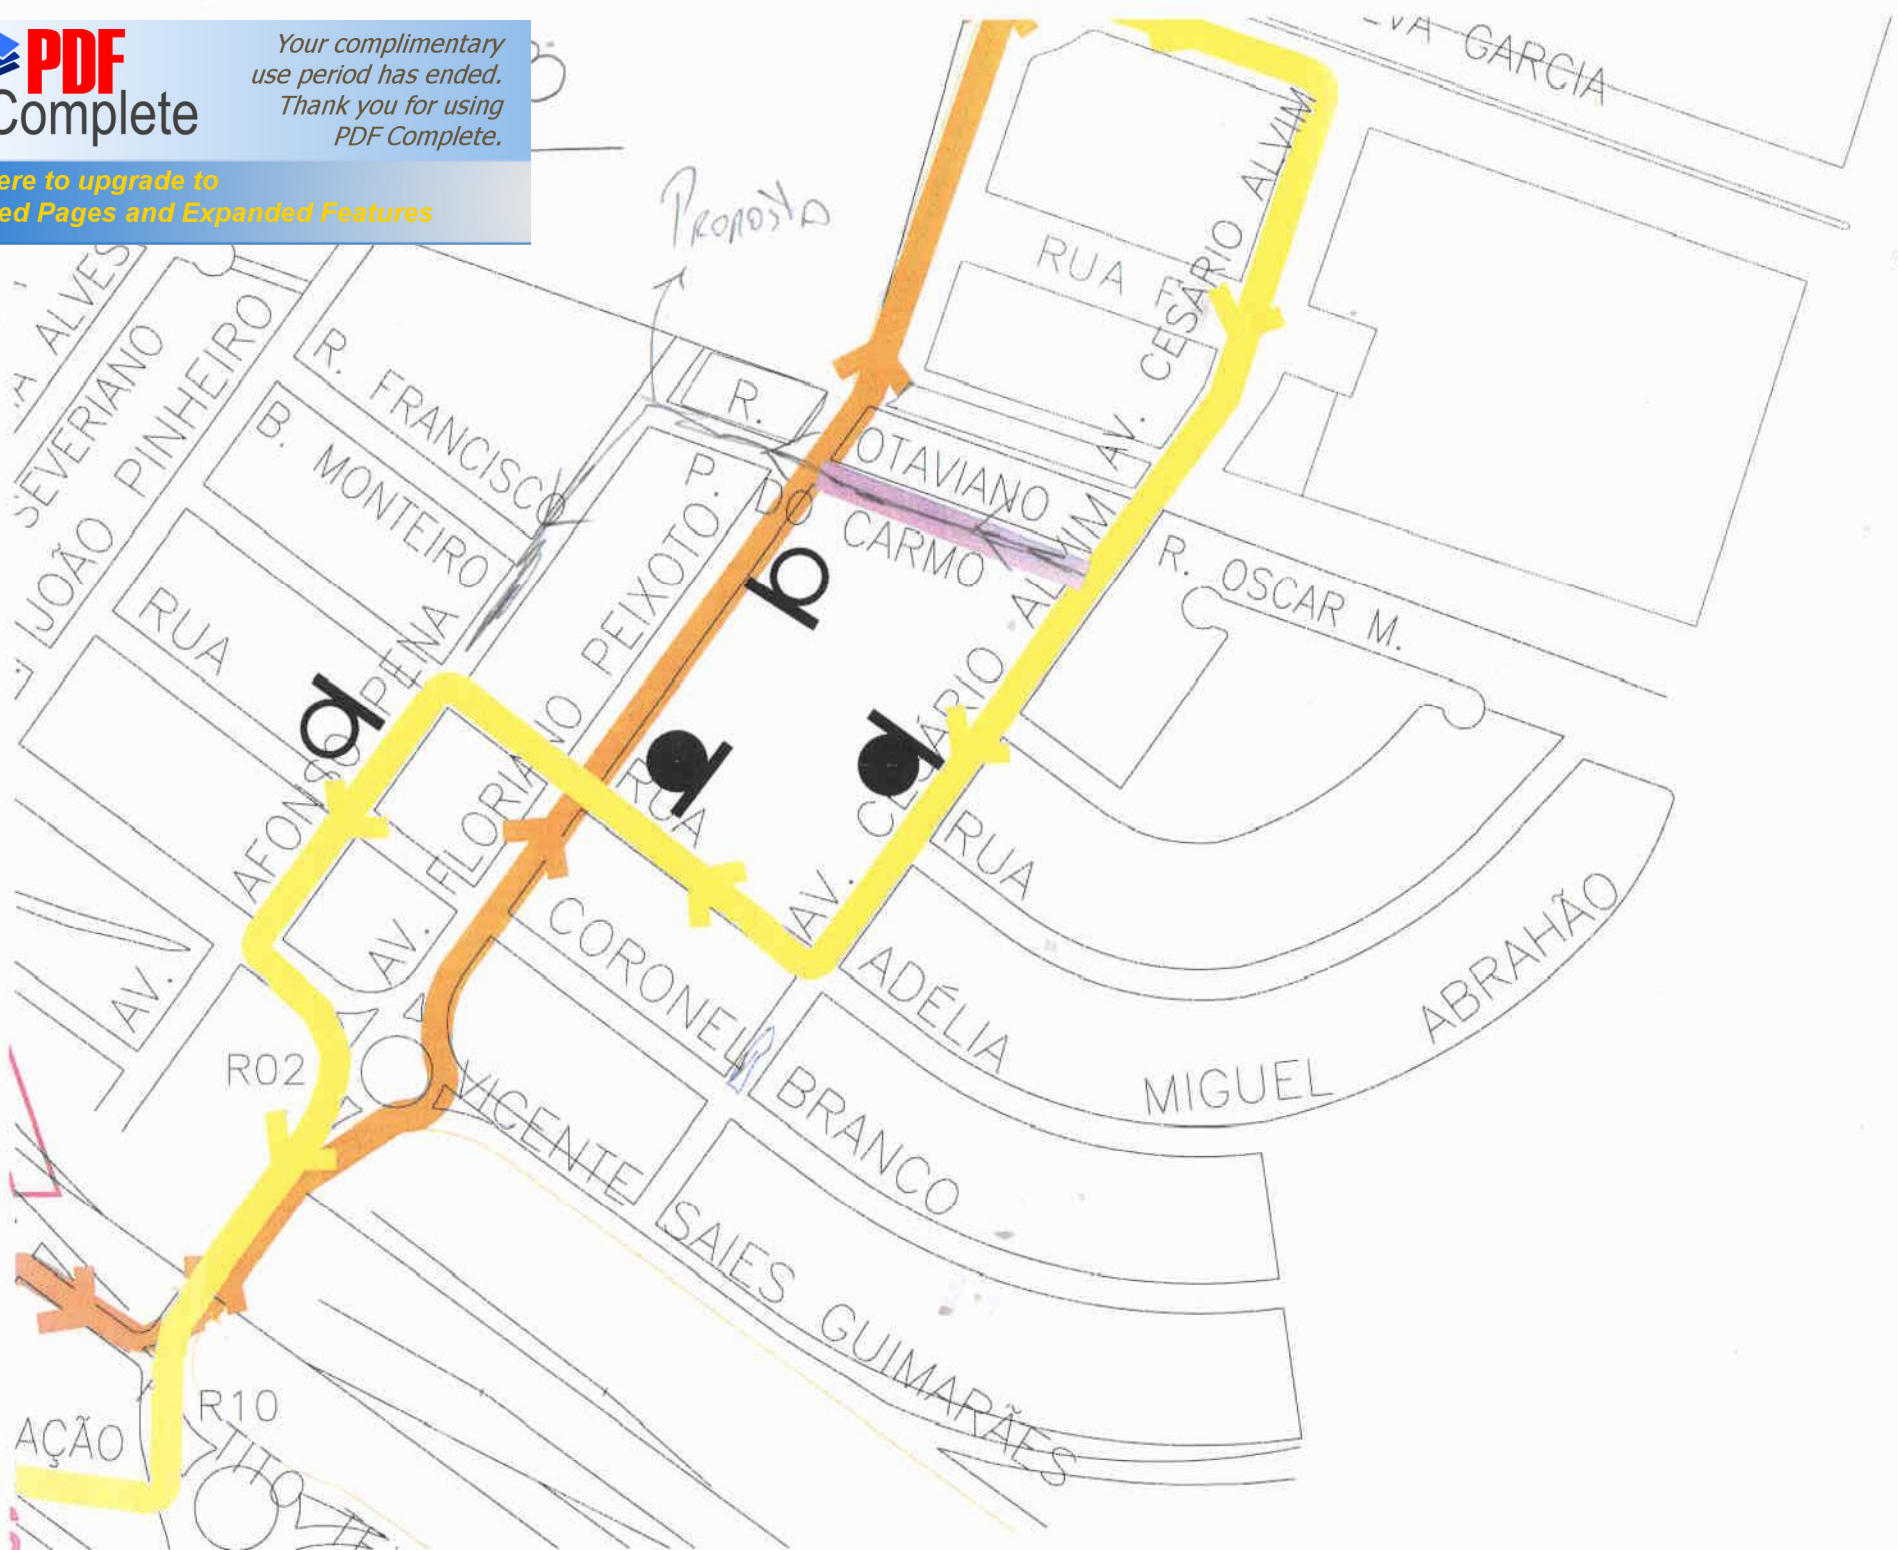 PDF
Complete
Your complimentary
use period has ended.
Thank you for using
PDF Complete.
ere to upgrade to
ed Pages and Expanded Features
VA GARCIA
PROPOSTA
ALVES
SEVERIANO
JOÃO PINHEIRO
R. FRANCISCO
B. MONTEIRO
RUA
AFONSO PENA
AV.
R.
P.
OTAVIANO
DO CARMO
RUA F
AV. CESÁRIO ALVIM
AV. CESÁRIO ALVIM
AV. FLORIANO PEIXOTO
R. OSCAR M.
RUA
RUA
CORONEL
BRANCO
ADÉLIA
MIGUEL
ABRAHÃO
VICENTE
ISAIES GUIMARÃES
R02
R10
AÇÃO
TITO